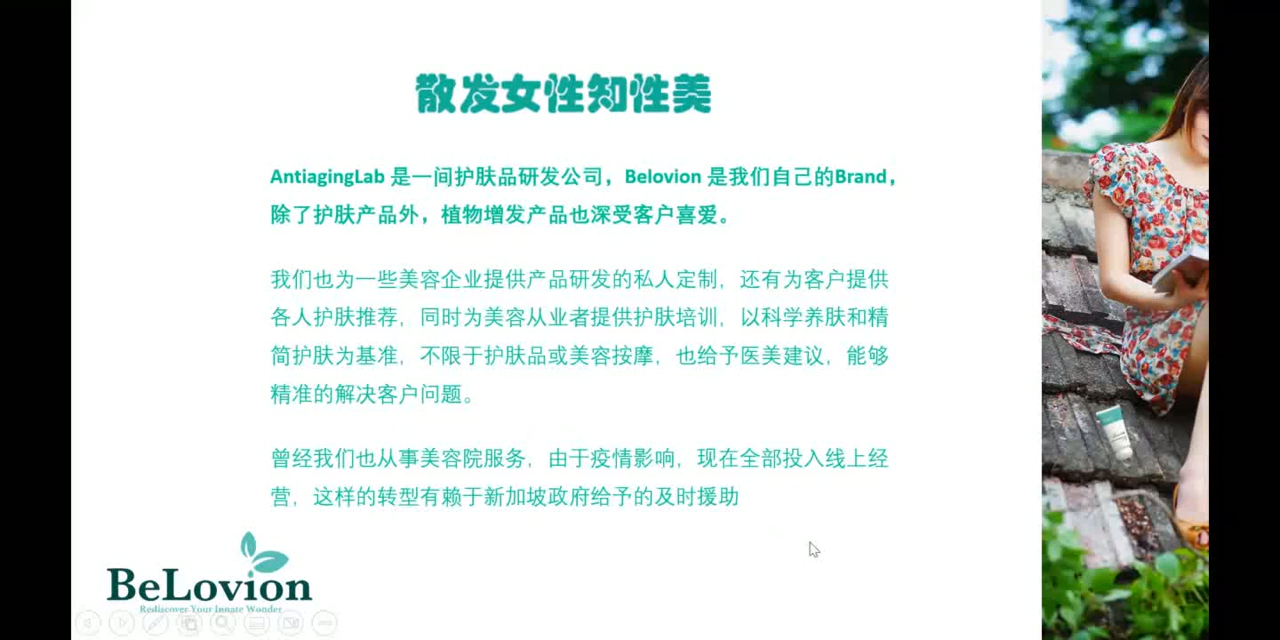 散发女性知性美
AntiagingLab 是一间护肤品研发公司，Belovion 是我们自己的Brand，
除了护肤产品外，植物增发产品也深受客户喜爱。
我们也为一些美容企业提供产品研发的私人定制，还有为客户提供
各人护肤推荐，同时为美容从业者提供护肤培训，以科学养肤和精
简护肤为基准，不限于护肤品或美容按摩，也给予医美建议，能够
精准的解决客户问题。
曾经我们也从事美容院服务，由于疫情影响，现在全部投入线上经
营，这样的转型有赖于新加坡政府给予的及时援助
BeLovion
Rediscover Your Innate Wonder